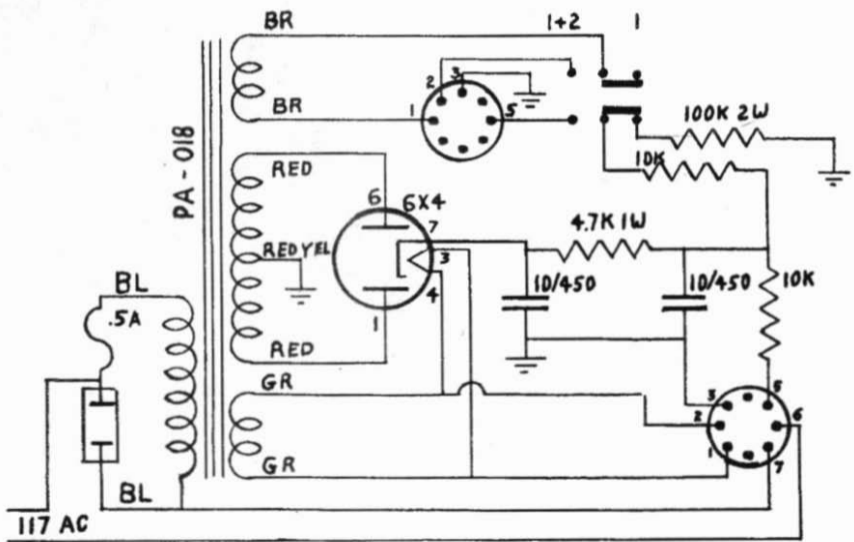 BR
1+2
1
2
3
BR
1
5
100K 2W
10K
PA-018
RED
6
6X4
7
RED YEL
3
4
4.7K 1W
10/450
10/450
10K
BL
.5A
1
RED
GR
3
5
2
6
1
7
GR
BL
117 AC